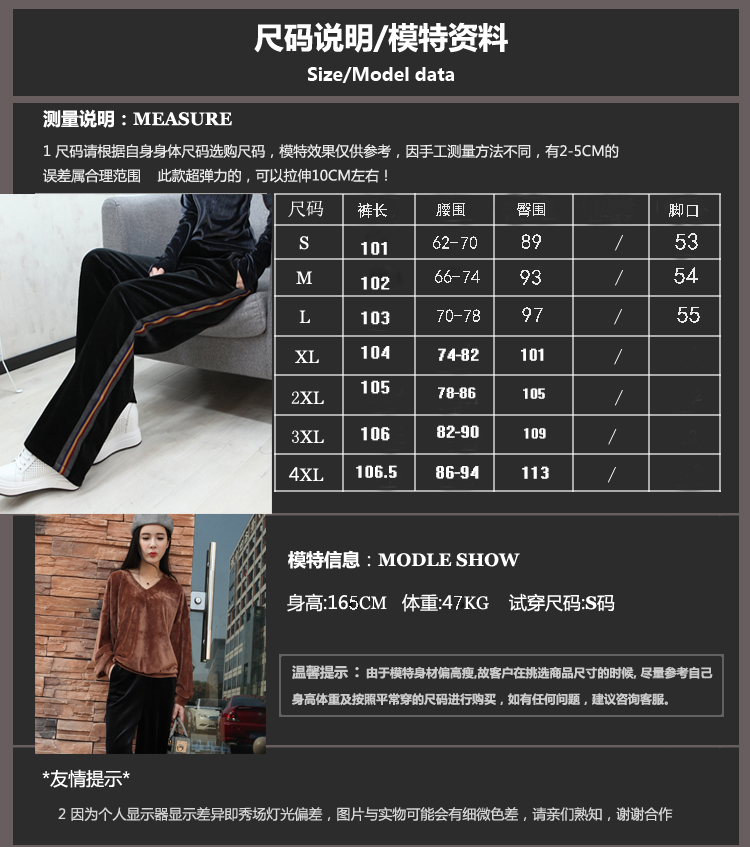 尺码说明/模特资料
Size/Model data
测量说明：MEASURE
1 尺码请根据自身身体尺码选购尺码，模特效果仅供参考，因手工测量方法不同，有2-5CM的
误差属合理范围 此款超弹力的，可以拉伸10CM左右！
尺码 裤长 腰围 臀围 脚口
S 101 62-70 89 / 53
M 102 66-74 93 / 54
L 103 70-78 97 / 55
XL 104 74-82 101 /
2XL 105 78-86 105 /
3XL 106 82-90 109 /
4XL 106.5 86-94 113 /
模特信息：MODLE SHOW
身高:165CM 体重:47KG 试穿尺码:S码
温馨提示：由于模特身材偏高瘦,故客户在挑选商品尺寸的时候, 尽量参考自己
身高体重及按照平常穿的尺码进行购买，如有任何问题，建议咨询客服。
*友情提示*
2 因为个人显示器显示差异即秀场灯光偏差，图片与实物可能会有细微色差，请亲们熟知，谢谢合作